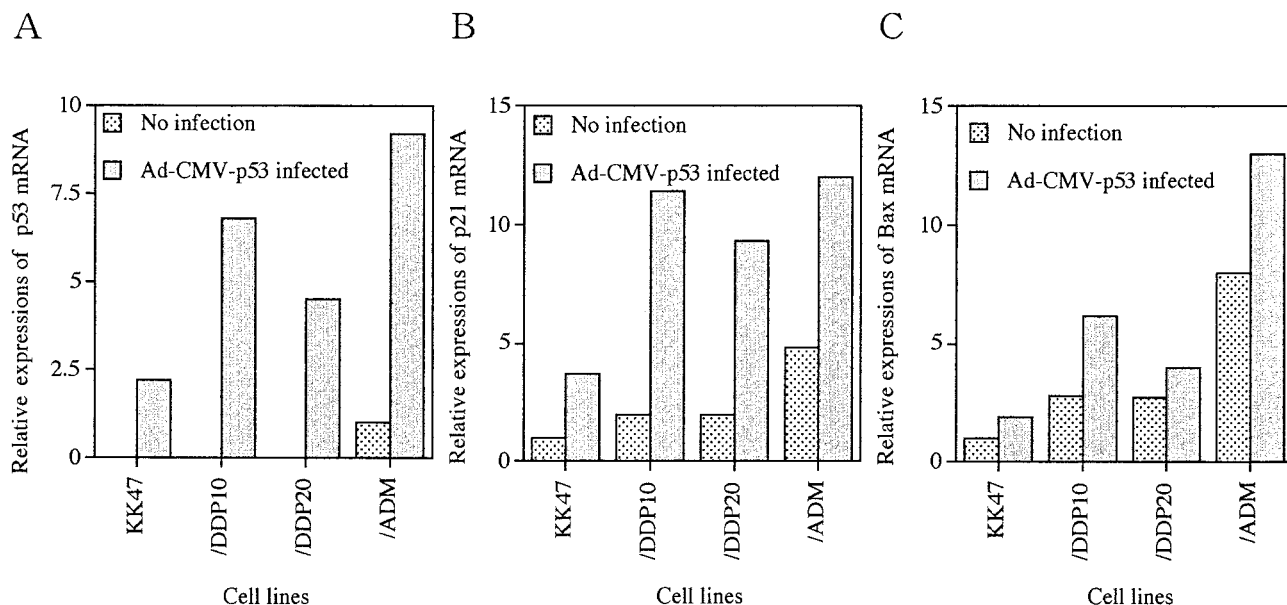 A
Relative expressions of p53 mRNA
10
7.5
5
2.5
0
No infection
Ad-CMV-p53 infected
KK47
/DDP10
/DDP20
/ADM
Cell lines
B
Relative expressions of p21 mRNA
15
10
5
0
No infection
Ad-CMV-p53 infected
KK47
/DDP10
/DDP20
/ADM
Cell lines
C
Relative expressions of Bax mRNA
15
10
5
0
No infection
Ad-CMV-p53 infected
KK47
/DDP10
/DDP20
/ADM
Cell lines